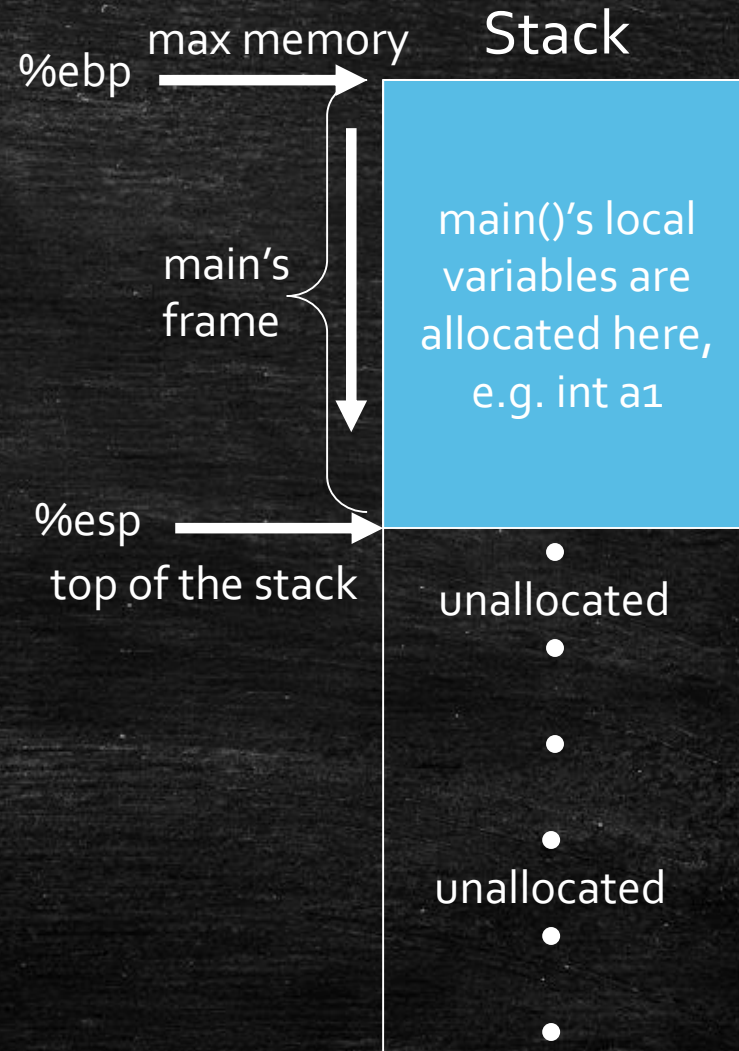 Stack
max memory
%ebp
main()'s local
variables are
allocated here,
e.g. int a1
main’s
frame
%esp
top of the stack
unallocated
unallocated